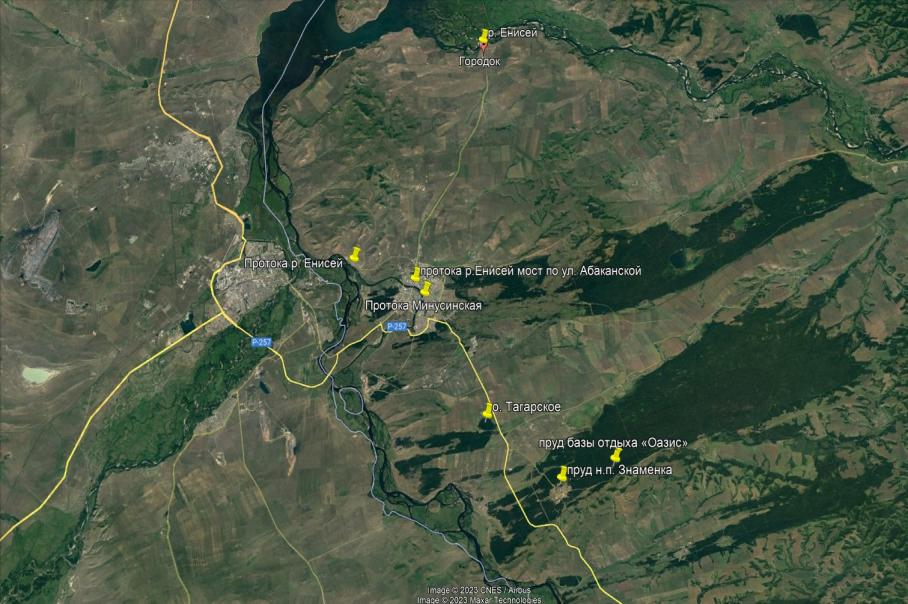 р. Енисей
Городок
Протока р. Енисей
протока р.Енисей мост по ул. Абаканской
Протока Минусинская
Р-257
Р-257
о. Тагарское
пруд базы отдыха «Оазис»
пруд н.п. Знаменка
Image © 2023 CNES / Airbus
Image © 2023 Maxar Technologies